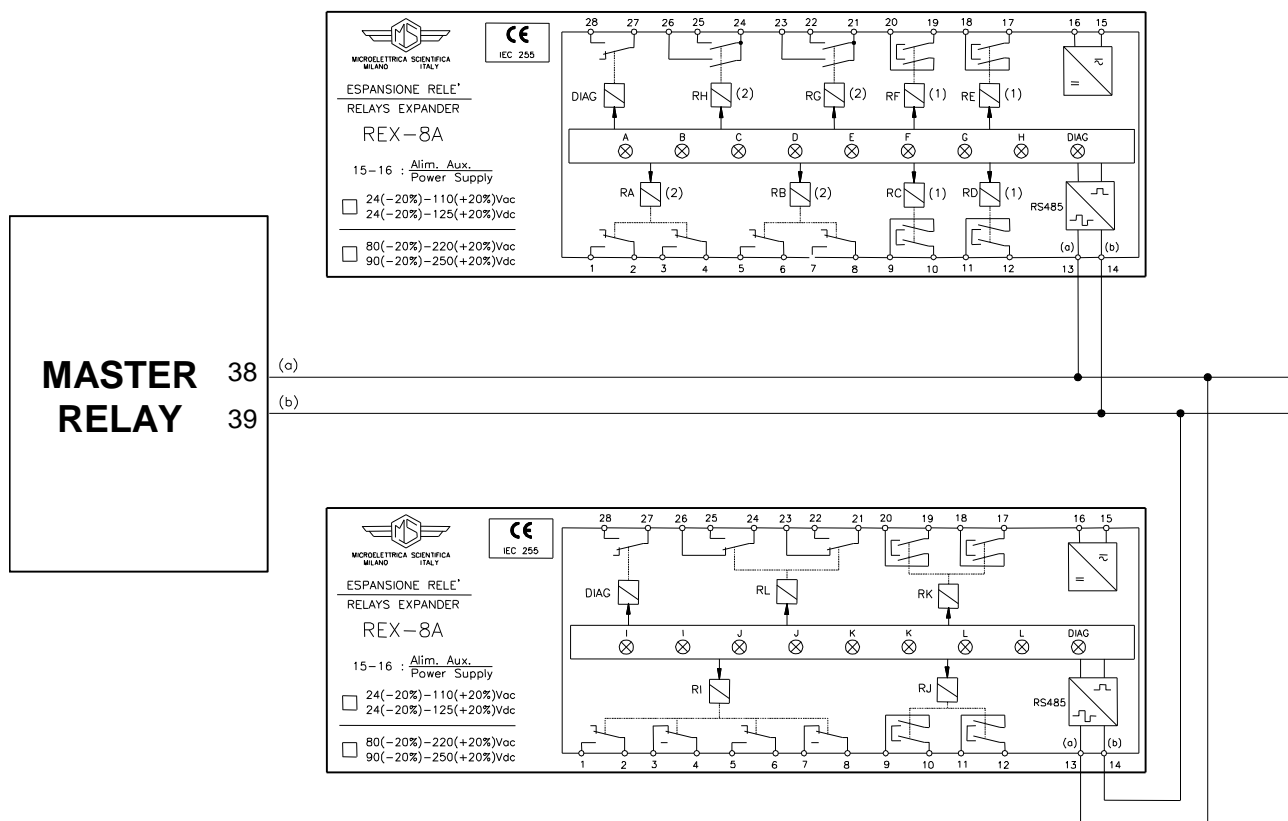 28 27 26 25 24 23 22 21 20 19 18 17 16 15
MS
MICROELETTRICA SCIENTIFICA
MILANO ITALY
CE
IEC 255
ESPANSIONE RELE'
RELAYS EXPANDER
REX-8A
15-16 : Alim. Aux.
Power Supply
24(-20%)-110(+20%)Vac
24(-20%)-125(+20%)Vdc
80(-20%)-220(+20%)Vac
90(-20%)-250(+20%)Vdc
DIAG RH (2) RG (2) RF (1) RE (1)
A B C D E F G H DIAG
RA (2) RB (2) RC (1) RD (1) RS485
(a) (b)
1 2 3 4 5 6 7 8 9 10 11 12 13 14
MASTER
RELAY
38 (a)
39 (b)
28 27 26 25 24 23 22 21 20 19 18 17 16 15
MS
MICROELETTRICA SCIENTIFICA
MILANO ITALY
CE
IEC 255
ESPANSIONE RELE'
RELAYS EXPANDER
REX-8A
15-16 : Alim. Aux.
Power Supply
24(-20%)-110(+20%)Vac
24(-20%)-125(+20%)Vdc
80(-20%)-220(+20%)Vac
90(-20%)-250(+20%)Vdc
DIAG RL RK
I I J J K K L L DIAG
RI RJ RS485
(a) (b)
1 2 3 4 5 6 7 8 9 10 11 12 13 14